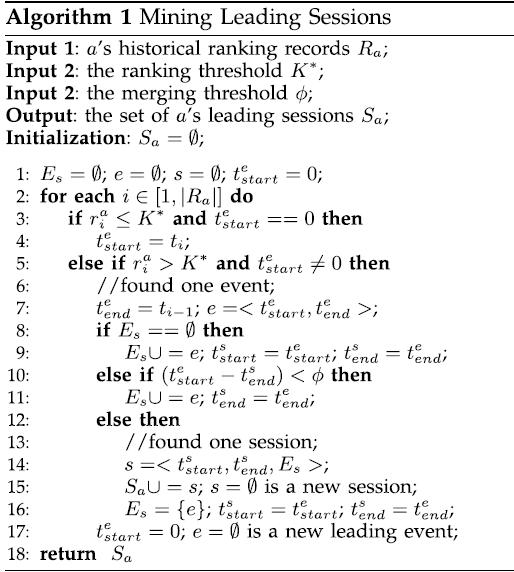 Algorithm 1 Mining Leading Sessions
Input 1: a's historical ranking records R_a;
Input 2: the ranking threshold K*;
Input 2: the merging threshold ϕ;
Output: the set of a's leading sessions S_a;
Initialization: S_a = ∅;
1: E_s = ∅; e = ∅; s = ∅; t^e_start = 0;
2: for each i ∈ [1, |R_a|] do
3: if r^a_i ≤ K* and t^e_start == 0 then
4: t^e_start = t_i;
5: else if r^a_i > K* and t^e_start ≠ 0 then
6: //found one event;
7: t^e_end = t_{i−1}; e =< t^e_start, t^e_end >;
8: if E_s == ∅ then
9: E_s∪ = e; t^s_start = t^e_start; t^s_end = t^e_end;
10: else if (t^e_start − t^s_end) < ϕ then
11: E_s∪ = e; t^s_end = t^e_end;
12: else then
13: //found one session;
14: s =< t^s_start, t^s_end, E_s >;
15: S_a∪ = s; s = ∅ is a new session;
16: E_s = {e}; t^s_start = t^e_start; t^s_end = t^e_end;
17: t^e_start = 0; e = ∅ is a new leading event;
18: return S_a